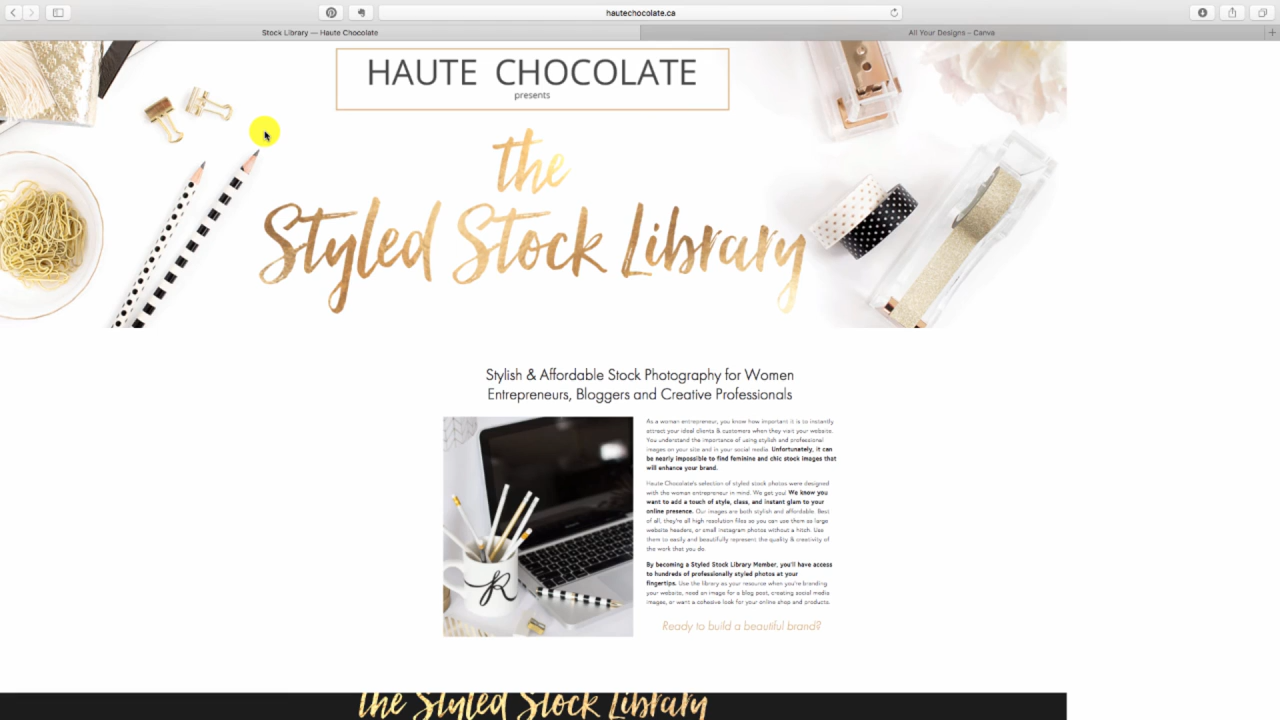 hautechocolate.ca
Stock Library — Haute Chocolate
All Your Designs – Canva
HAUTE CHOCOLATE
presents
the
Styled Stock Library
Stylish & Affordable Stock Photography for Women
Entrepreneurs, Bloggers and Creative Professionals
As a woman entrepreneur, you know how important it is to instantly
attract your ideal clients & customers when they visit your website.
You understand the importance of using stylish and professional
images on your site and in your social media. Unfortunately, it can
be nearly impossible to find feminine and chic stock images that
will enhance your brand.
Haute Chocolate's selection of styled stock photos were designed
with the woman entrepreneur in mind. We get you! We know you
want to add a touch of style, class, and instant glam to your
online presence. Our images are both stylish and affordable. Best
of all, they're all high resolution files so you can use them as large
website headers, or small instagram photos without a hitch. Use
them to easily and beautifully represent the quality & creativity of
the work that you do.
By becoming a Styled Stock Library Member, you'll have access
to hundreds of professionally styled photos at your
fingertips. Use the library as your resource when you're branding
your website, need an image for a blog post, creating social media
images, or want a cohesive look for your online shop and products.
R
Ready to build a beautiful brand?
the Styled Stock Library